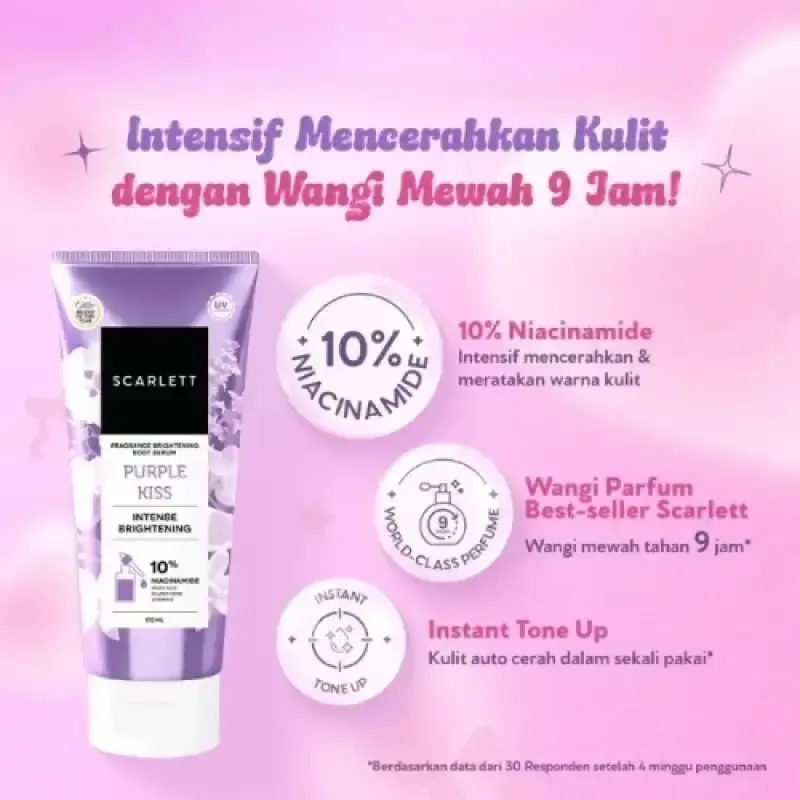 Intensif Mencerahkan Kulit
dengan Wangi Mewah 9 Jam!
UV
SCARLETT
FRAGRANCE BRIGHTENING
BODY SERUM
PURPLE
KISS
INTENSE
BRIGHTENING
10%
NIACINAMIDE
10%
NIACINAMIDE
10% Niacinamide
Intensif mencerahkan &
meratakan warna kulit
9
WORLD-CLASS PERFUME
Wangi Parfum
Best-seller Scarlett
Wangi mewah tahan 9 jam*
INSTANT
TONE UP
Instant Tone Up
Kulit auto cerah dalam sekali pakai*
*Berdasarkan data dari 30 Responden setelah 4 minggu penggunaan